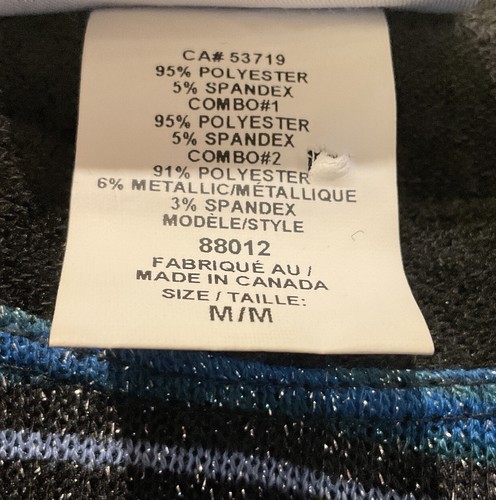 CA# 53719
95% POLYESTER
5% SPANDEX
COMBO#1
95% POLYESTER
5% SPANDEX
COMBO#2
91% POLYESTER
6% METALLIC/MÉTALLIQUE
3% SPANDEX
MODÈLE/STYLE
88012
FABRIQUÉ AU /
MADE IN CANADA
SIZE / TAILLE:
M/M